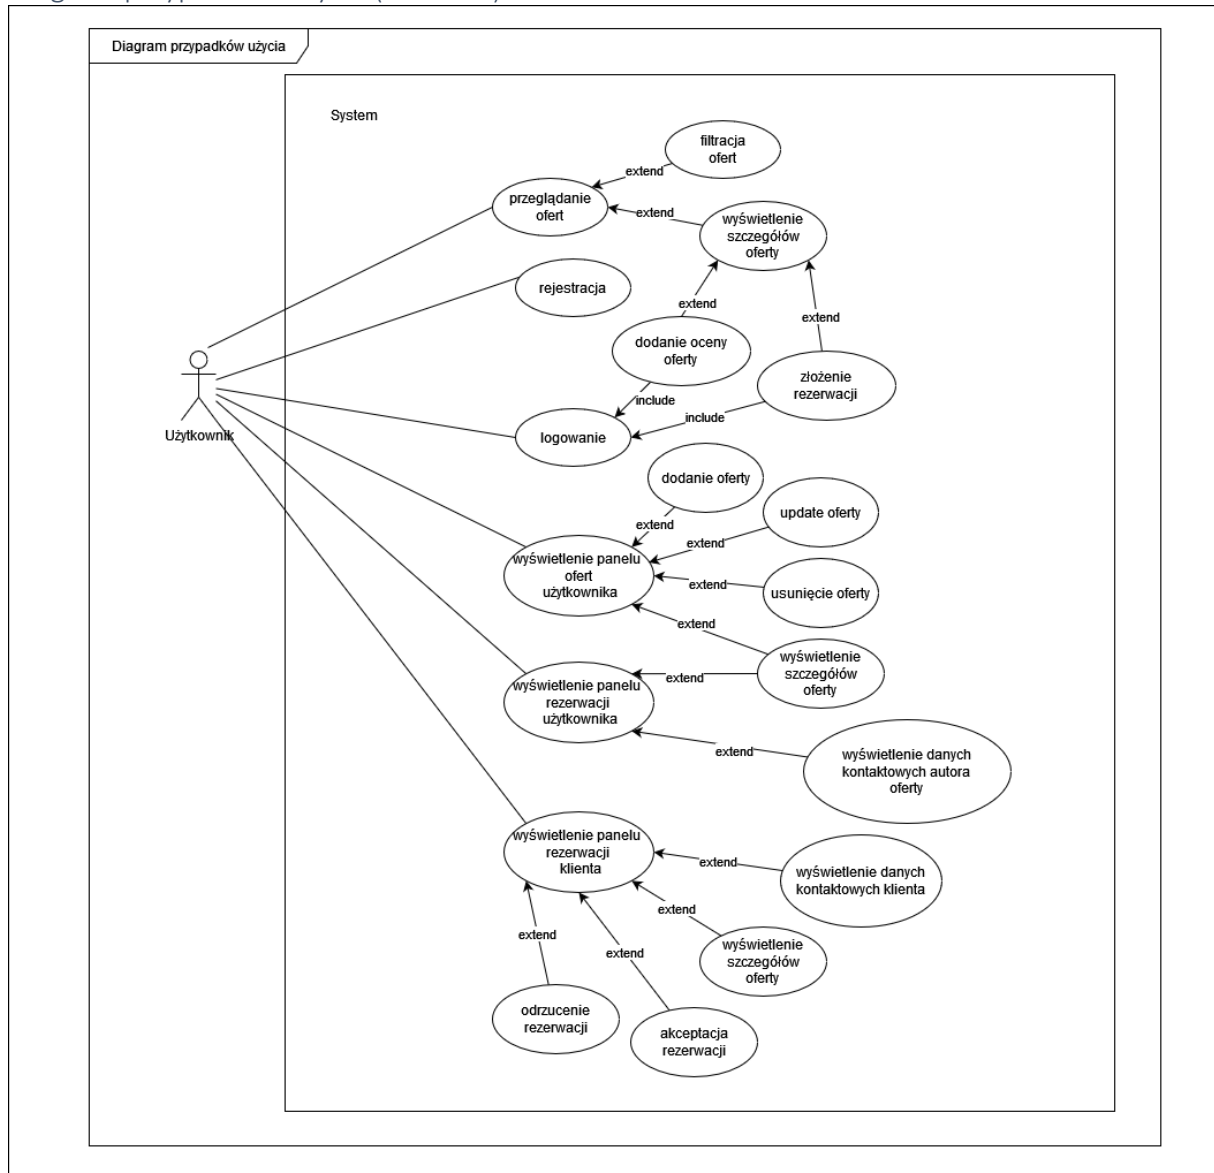 Diagram przypadków użycia
System
filtracja
ofert
extend
przeglądanie
ofert
extend
wyświetlenie
szczegółów
oferty
rejestracja
extend
extend
dodanie oceny
oferty
złożenie
rezerwacji
include
include
Użytkownik
logowanie
dodanie oferty
update oferty
extend
extend
wyświetlenie panelu
ofert
użytkownika
extend
usunięcie oferty
extend
wyświetlenie
szczegółów
oferty
extend
wyświetlenie panelu
rezerwacji
użytkownika
extend
wyświetlenie danych
kontaktowych autora
oferty
wyświetlenie panelu
rezerwacji
klienta
extend
wyświetlenie danych
kontaktowych klienta
extend
extend
extend
wyświetlenie
szczegółów
oferty
odrzucenie
rezerwacji
akceptacja
rezerwacji